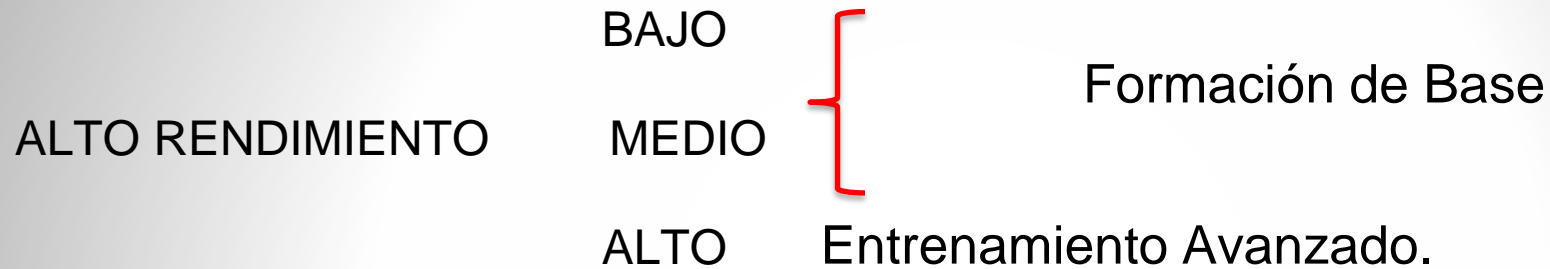 BAJO
Formación de Base
ALTO RENDIMIENTO MEDIO
ALTO Entrenamiento Avanzado.